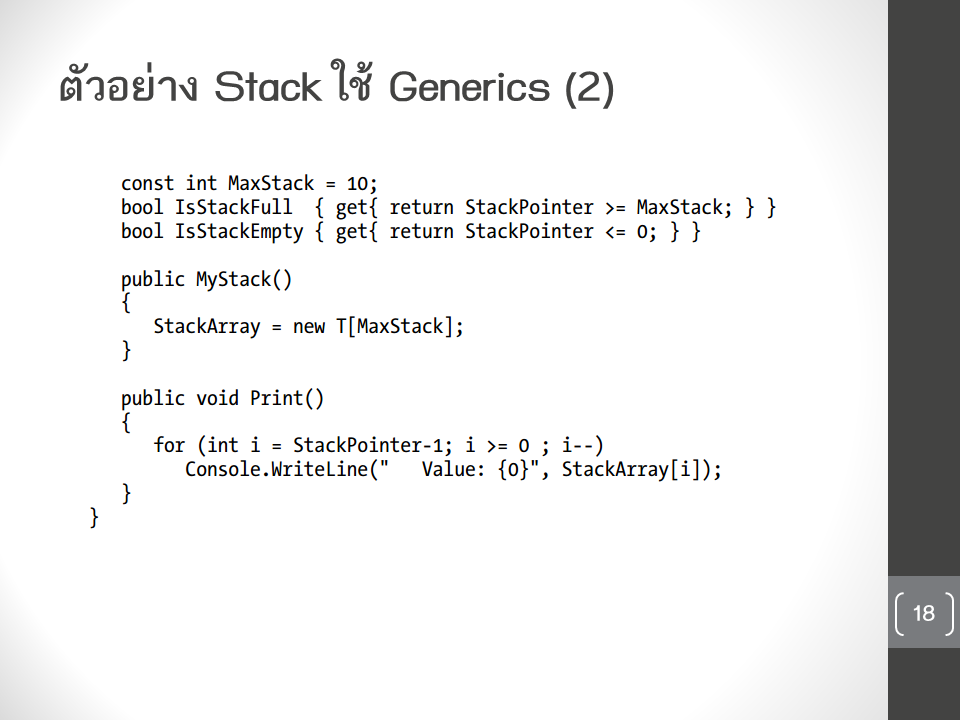 ตัวอย่าง Stack ใช้ Generics (2)
const int MaxStack = 10;
bool IsStackFull  { get{ return StackPointer >= MaxStack; } }
bool IsStackEmpty { get{ return StackPointer <= 0; } }
public MyStack()
{
StackArray = new T[MaxStack];
}
public void Print()
{
for (int i = StackPointer-1; i >= 0 ; i--)
Console.WriteLine("   Value: {0}", StackArray[i]);
}
}
18